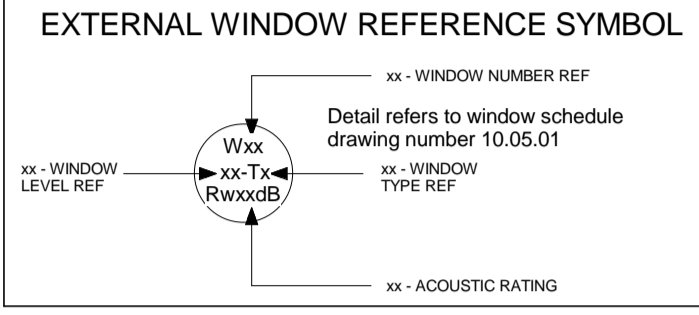 EXTERNAL WINDOW REFERENCE SYMBOL
xx - WINDOW NUMBER REF
Detail refers to window schedule
drawing number 10.05.01
Wxx
xx-Tx
RwxxdB
xx - WINDOW
LEVEL REF
xx - WINDOW
TYPE REF
xx - ACOUSTIC RATING